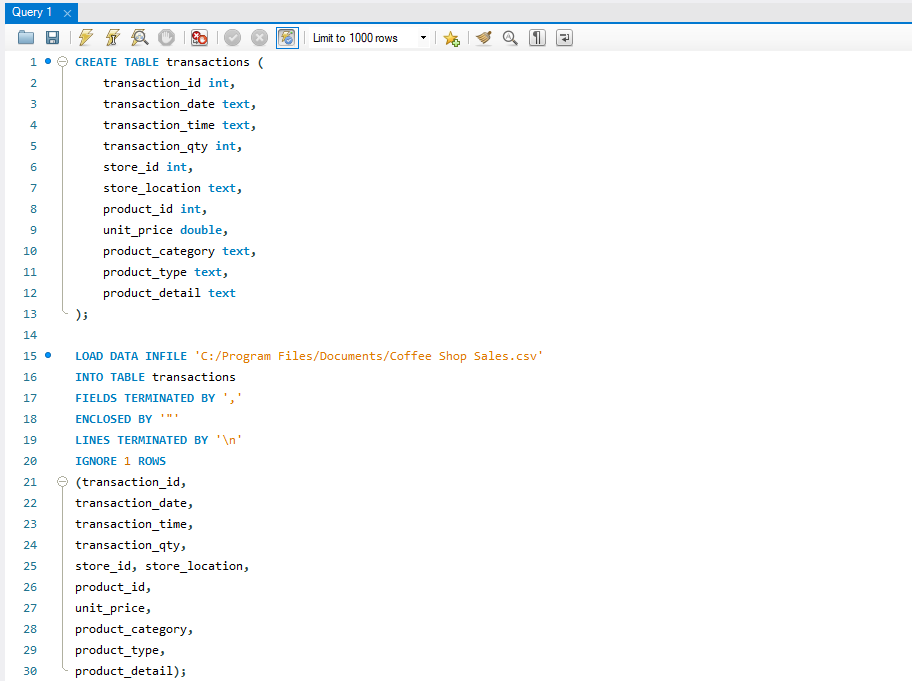 Query 1
Limit to 1000 rows
1 CREATE TABLE transactions (
2 transaction_id int,
3 transaction_date text,
4 transaction_time text,
5 transaction_qty int,
6 store_id int,
7 store_location text,
8 product_id int,
9 unit_price double,
10 product_category text,
11 product_type text,
12 product_detail text
13 );
14
15 LOAD DATA INFILE 'C:/Program Files/Documents/Coffee Shop Sales.csv'
16 INTO TABLE transactions
17 FIELDS TERMINATED BY ','
18 ENCLOSED BY '"'
19 LINES TERMINATED BY '\n'
20 IGNORE 1 ROWS
21 (transaction_id,
22 transaction_date,
23 transaction_time,
24 transaction_qty,
25 store_id, store_location,
26 product_id,
27 unit_price,
28 product_category,
29 product_type,
30 product_detail);